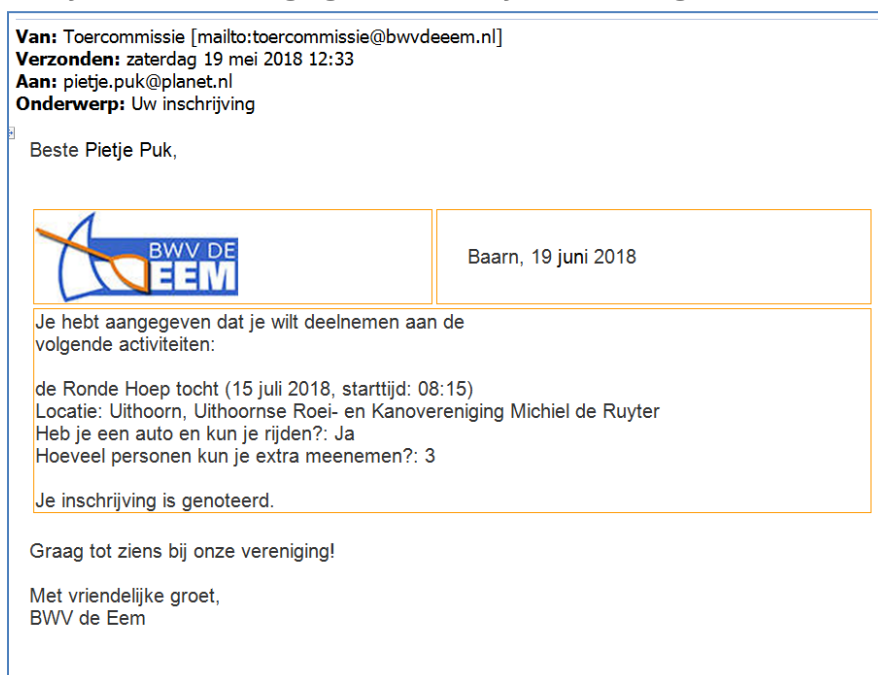 Van: Toercommissie [mailto:toercommissie@bwvdeeem.nl]
Verzonden: zaterdag 19 mei 2018 12:33
Aan: pietje.puk@planet.nl
Onderwerp: Uw inschrijving
Beste Pietje Puk,
BWV DE
EEM
Baarn, 19 juni 2018
Je hebt aangegeven dat je wilt deelnemen aan de
volgende activiteiten:
de Ronde Hoep tocht (15 juli 2018, starttijd: 08:15)
Locatie: Uithoorn, Uithoornse Roei- en Kanovereniging Michiel de Ruyter
Heb je een auto en kun je rijden?: Ja
Hoeveel personen kun je extra meenemen?: 3
Je inschrijving is genoteerd.
Graag tot ziens bij onze vereniging!
Met vriendelijke groet,
BWV de Eem